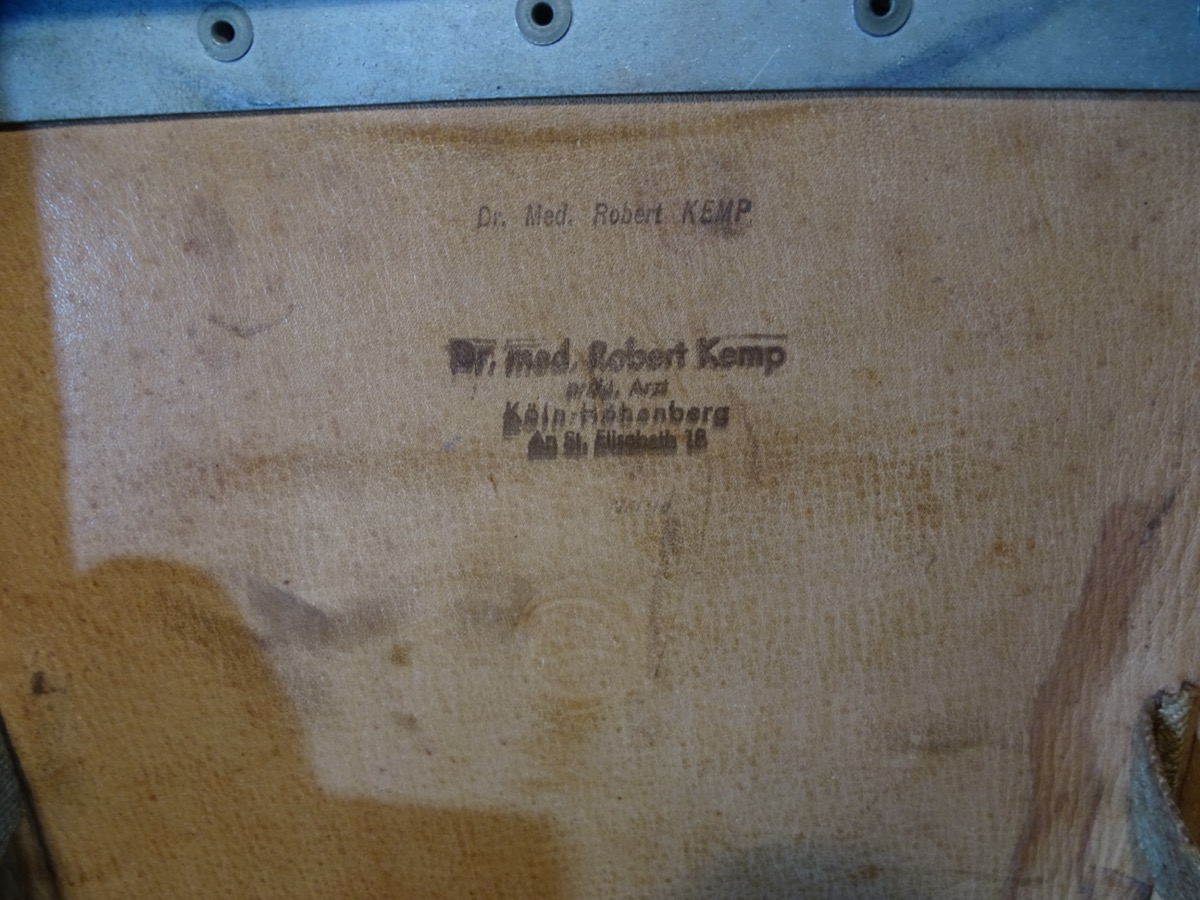 Dr. Med. Robert KEMP
Dr. med. Robert Kemp
prakt. Arzt
Köln-Höhenberg
An St. Elisabeth 18